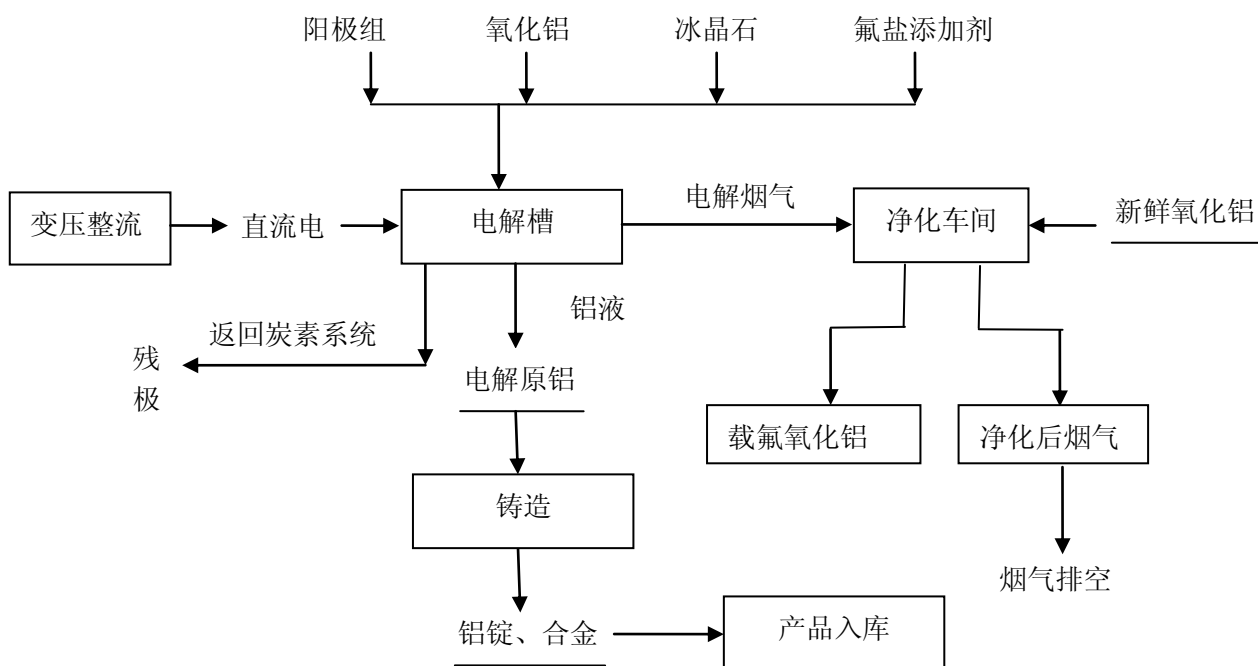 阳极组 氧化铝 冰晶石 氟盐添加剂
电解烟气
变压整流 直流电 电解槽 净化车间 新鲜氧化铝
铝液
返回炭素系统
残
极
电解原铝
载氟氧化铝 净化后烟气
铸造
烟气排空
铝锭、合金 产品入库